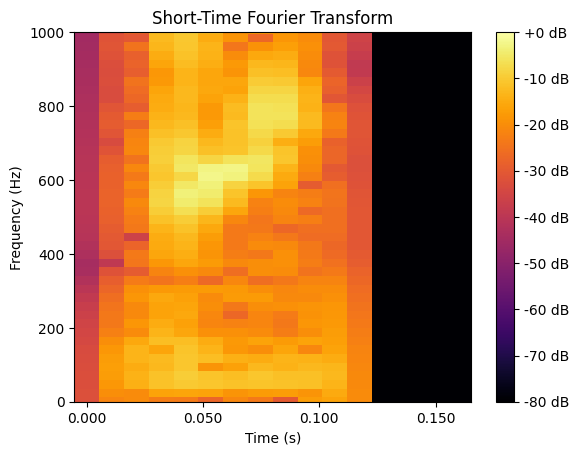 Short-Time Fourier Transform
1000
800
600
400
200
0
Frequency (Hz)
0.000
0.050
0.100
0.150
Time (s)
+0 dB
-10 dB
-20 dB
-30 dB
-40 dB
-50 dB
-60 dB
-70 dB
-80 dB